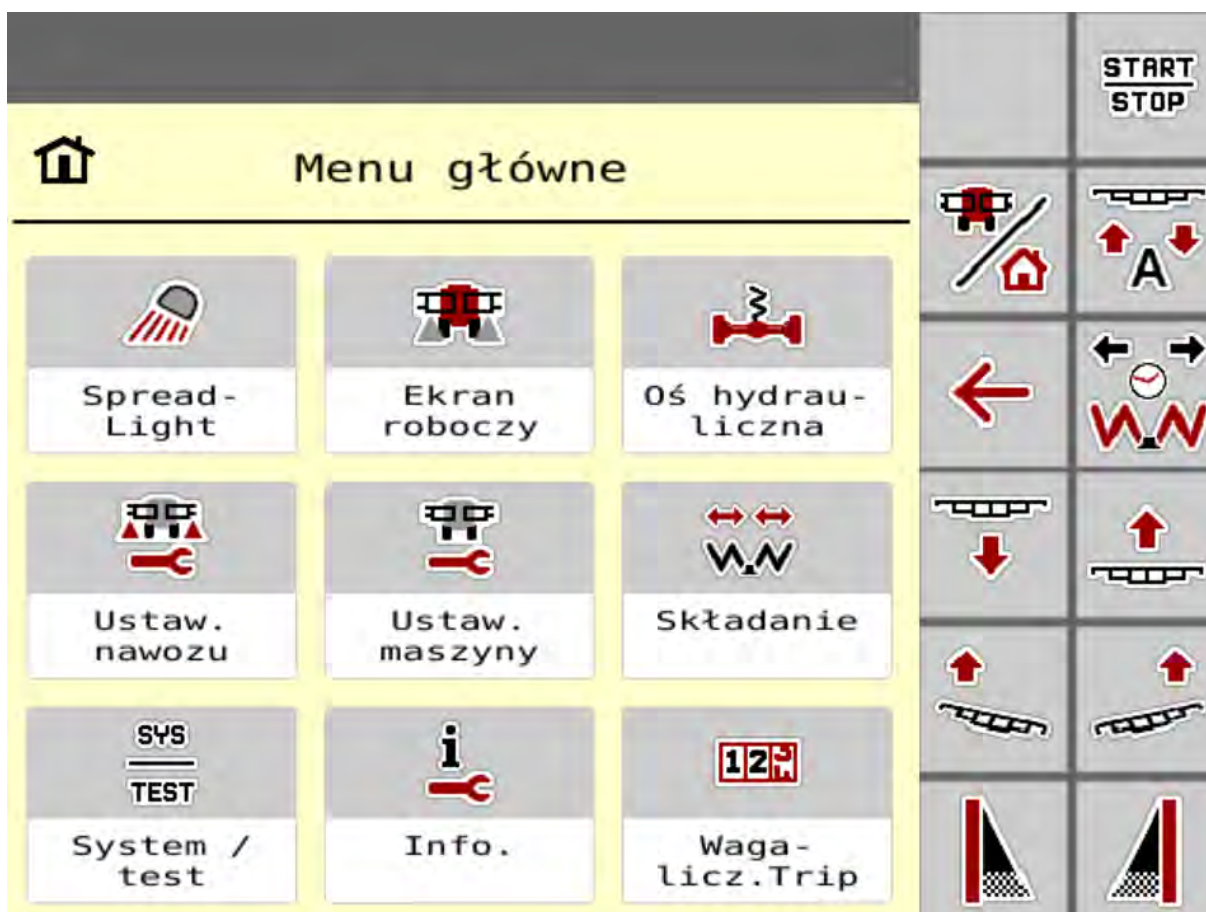 START
STOP
Menu główne
A
Spread-
Light
Ekran
roboczy
Oś hydrau-
liczna
Ustaw.
nawozu
Ustaw.
maszyny
Składanie
SYS
TEST
i
12
System /
test
Info.
Waga-
licz.Trip